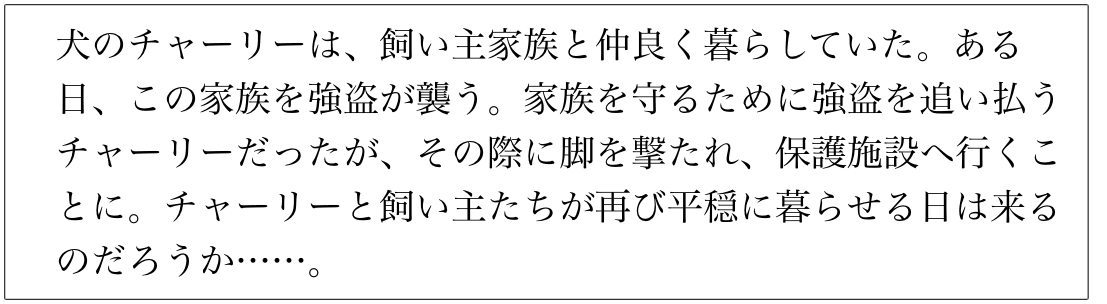 犬のチャーリーは、飼い主家族と仲良く暮らしていた。ある
日、この家族を強盗が襲う。家族を守るために強盗を追い払う
チャーリーだったが、その際に脚を撃たれ、保護施設へ行くこ
とに。チャーリーと飼い主たちが再び平穏に暮らせる日は来る
のだろうか……。